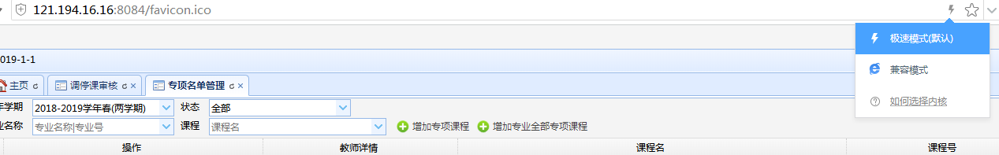 121.194.16.16:8084/favicon.ico
极速模式(默认)
019-1-1
兼容模式
主页 调停课审核 专项名单管理
如何选择内核
年学期 2018-2019学年春(两学期) 状态 全部
业名称 专业名称|专业号 课程 课程名 增加专项课程 增加专业全部专项课程
操作 教师详情 课程名 课程号